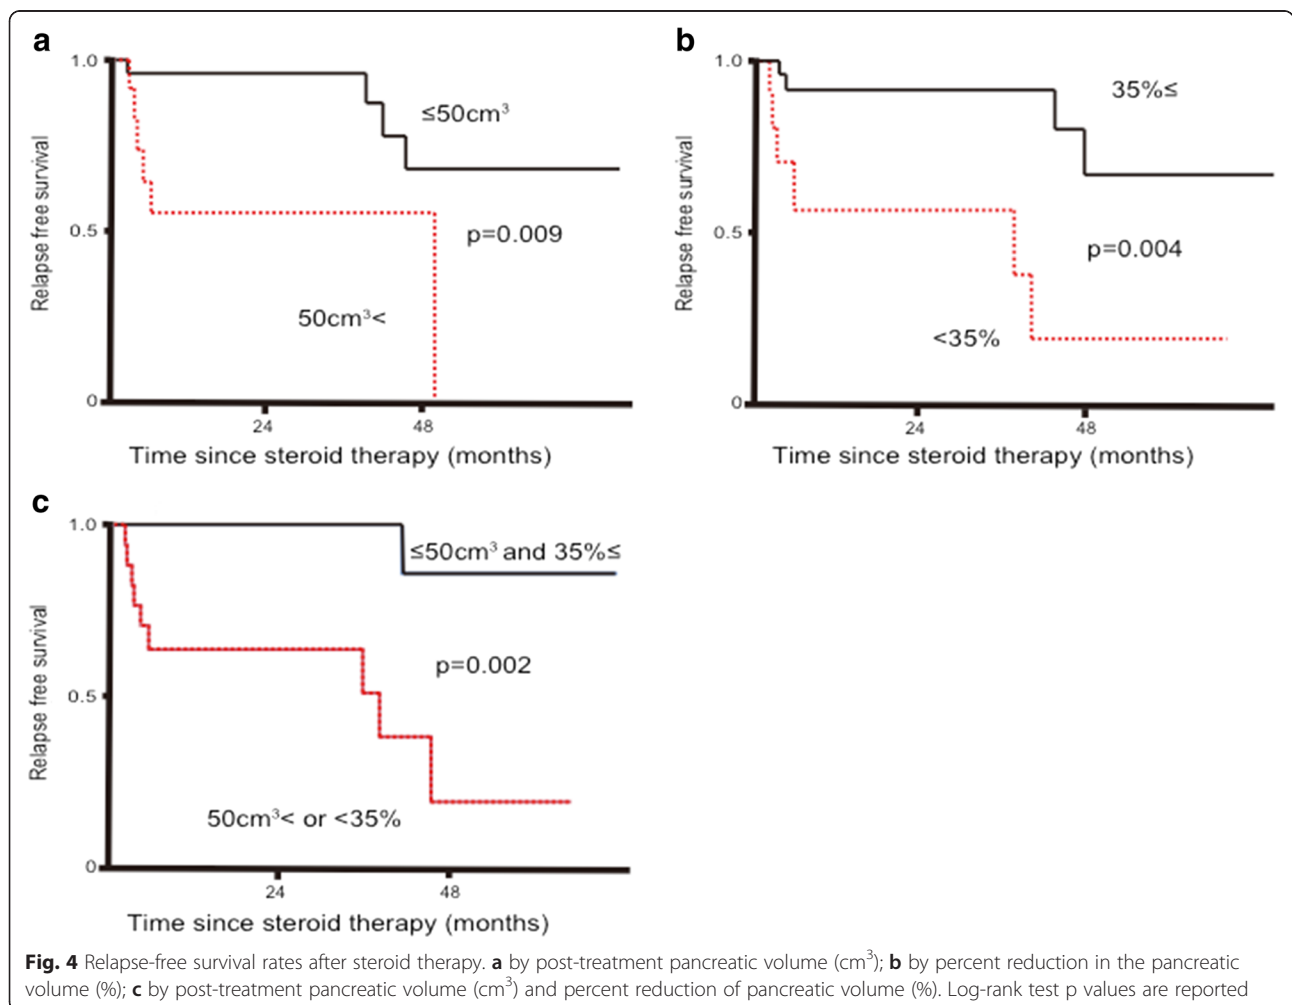 a
1.0
≤50cm³
Relapse free survival
0.5
p=0.009
50cm³<
0
24
48
Time since steroid therapy (months)
b
1.0
35%≤
Relapse free survival
0.5
p=0.004
<35%
0
24
48
Time since steroid therapy (months)
c
1.0
≤50cm³ and 35%≤
Relapse free survival
0.5
p=0.002
50cm³< or <35%
0
24
48
Time since steroid therapy (months)
Fig. 4 Relapse-free survival rates after steroid therapy. a by post-treatment pancreatic volume (cm³); b by percent reduction in the pancreatic
volume (%); c by post-treatment pancreatic volume (cm³) and percent reduction of pancreatic volume (%). Log-rank test p values are reported